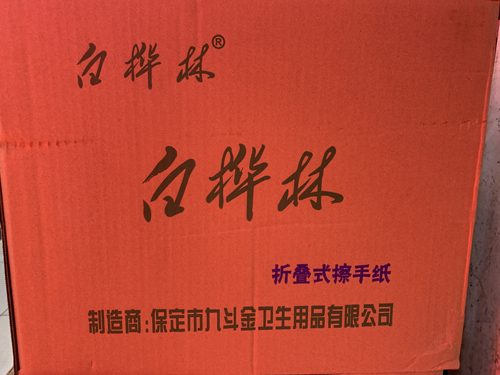 白桦林®
白桦林
折叠式擦手纸
制造商:保定市九斗金卫生用品有限公司